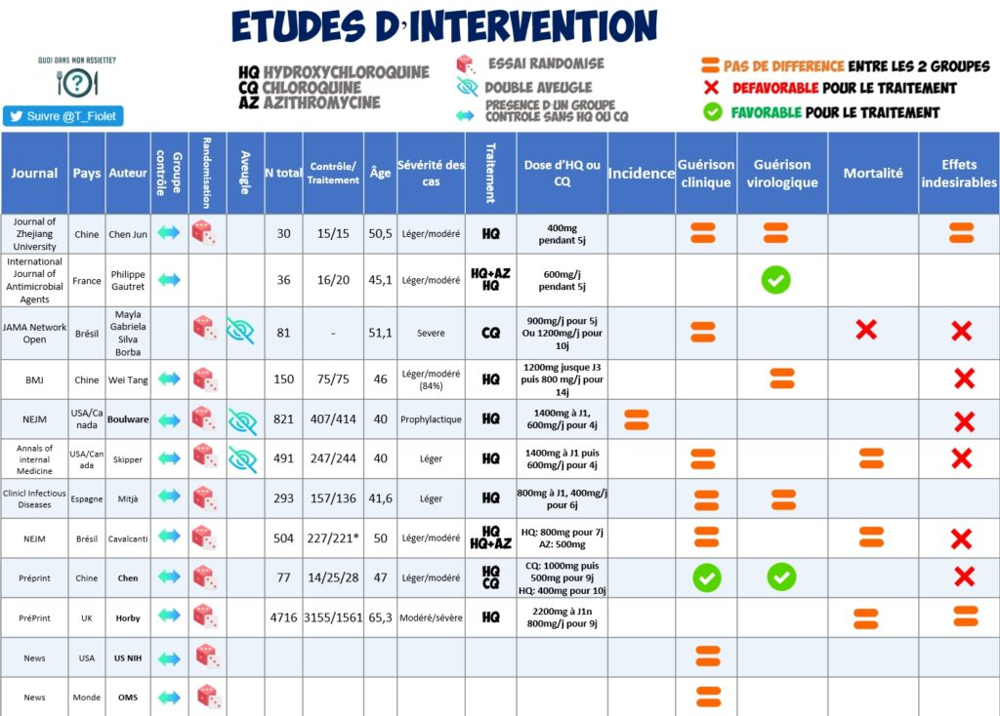 ETUDES D'INTERVENTION
QUOI DANS MON ASSIETTE?
?
Suivre @T_Fiolet
HQ HYDROXYCHLOROQUINE
CQ CHLOROQUINE
AZ AZITHROMYCINE
ESSAI RANDOMISE
DOUBLE AVEUGLE
PRESENCE D'UN GROUPE
CONTROLE SANS HQ OU CQ
PAS DE DIFFERENCE ENTRE LES 2 GROUPES
DEFAVORABLE POUR LE TRAITEMENT
FAVORABLE POUR LE TRAITEMENT
Journal Pays Auteur Groupe contrôle Randomisation Aveugle N total Contrôle/ Traitement Âge Sévérité des cas Traitement Dose d'HQ ou CQ Incidence Guérison clinique Guérison virologique Mortalité Effets indesirables
Journal of Zhejiang University Chine Chen Jun 30 15/15 50,5 Léger/modéré HQ 400mg pendant 5j
International Journal of Antimicrobial Agents France Philippe Gautret 36 16/20 45,1 Léger/modéré HQ+AZ HQ 600mg/j pendant 5j
JAMA Network Open Brésil Mayla Gabriela Silva Borba 81 - 51,1 Severe CQ 900mg/j pour 5j Ou 1200mg/j pour 10j
BMJ Chine Wei Tang 150 75/75 46 Léger/modéré (84%) HQ 1200mg jusque J3 puis 800 mg/j pour 14j
NEJM USA/Canada Boulware 821 407/414 40 Prophylactique HQ 1400mg à J1, 600mg/j pour 4j
Annals of internal Medicine USA/Canada Skipper 491 247/244 40 Léger HQ 1400mg à J1 puis 600mg/j pour 4j
Clinicl Infectious Diseases Espagne Mitjà 293 157/136 41,6 Léger HQ 800mg à J1, 400mg/j pour 6j
NEJM Brésil Cavalcanti 504 227/221* 50 Léger/modéré HQ HQ+AZ HQ: 800mg pour 7j AZ: 500mg
Préprint Chine Chen 77 14/25/28 47 Léger/modéré HQ CQ CQ: 1000mg puis 500mg pour 9j HQ: 400mg pour 10j
PréPrint UK Horby 4716 3155/1561 65,3 Modéré/sévère HQ 2200mg à J1n 800mg/j pour 9j
News USA US NIH
News Monde OMS